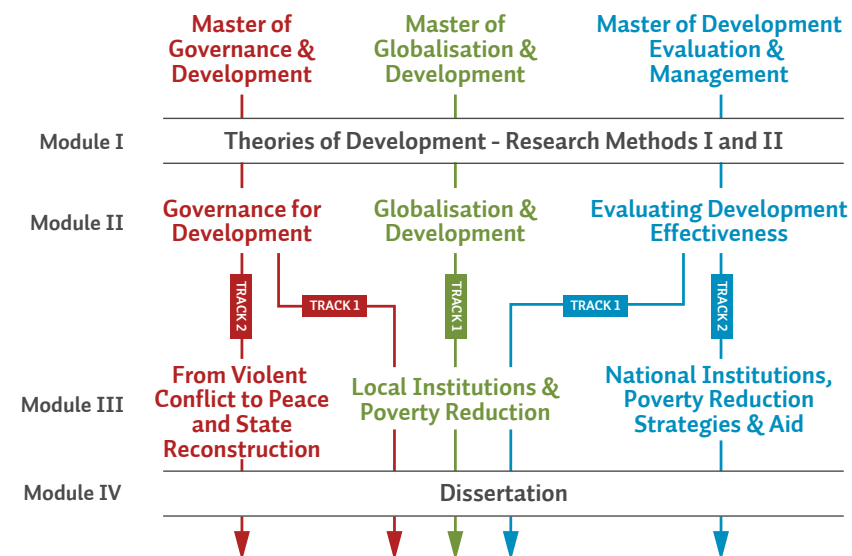 Master of
Governance &
Development
Master of
Globalisation &
Development
Master of Development
Evaluation &
Management
Module I
Theories of Development - Research Methods I and II
Module II
Governance for
Development
Globalisation &
Development
Evaluating Development
Effectiveness
TRACK 2
TRACK 1
TRACK 1
TRACK 1
TRACK 2
Module III
From Violent
Conflict to Peace
and State
Reconstruction
Local Institutions &
Poverty Reduction
National Institutions,
Poverty Reduction
Strategies & Aid
Module IV
Dissertation